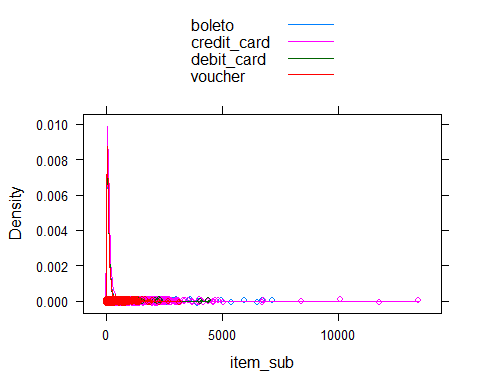 boleto
credit_card
debit_card
voucher
0.010
0.008
0.006
0.004
0.002
0.000
Density
0 5000 10000
item_sub